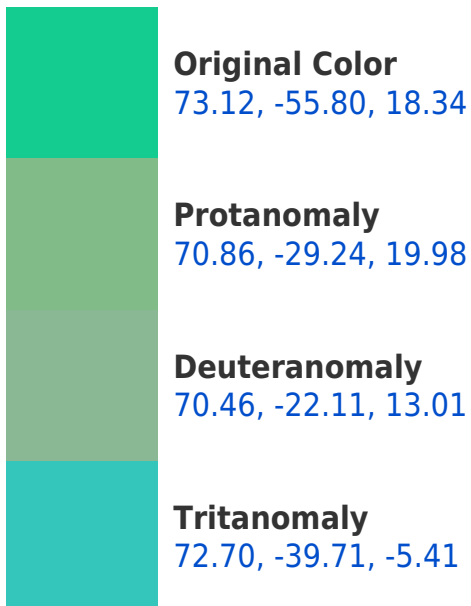 Original Color
73.12, -55.80, 18.34
Protanomaly
70.86, -29.24, 19.98
Deuteranomaly
70.46, -22.11, 13.01
Tritanomaly
72.70, -39.71, -5.41